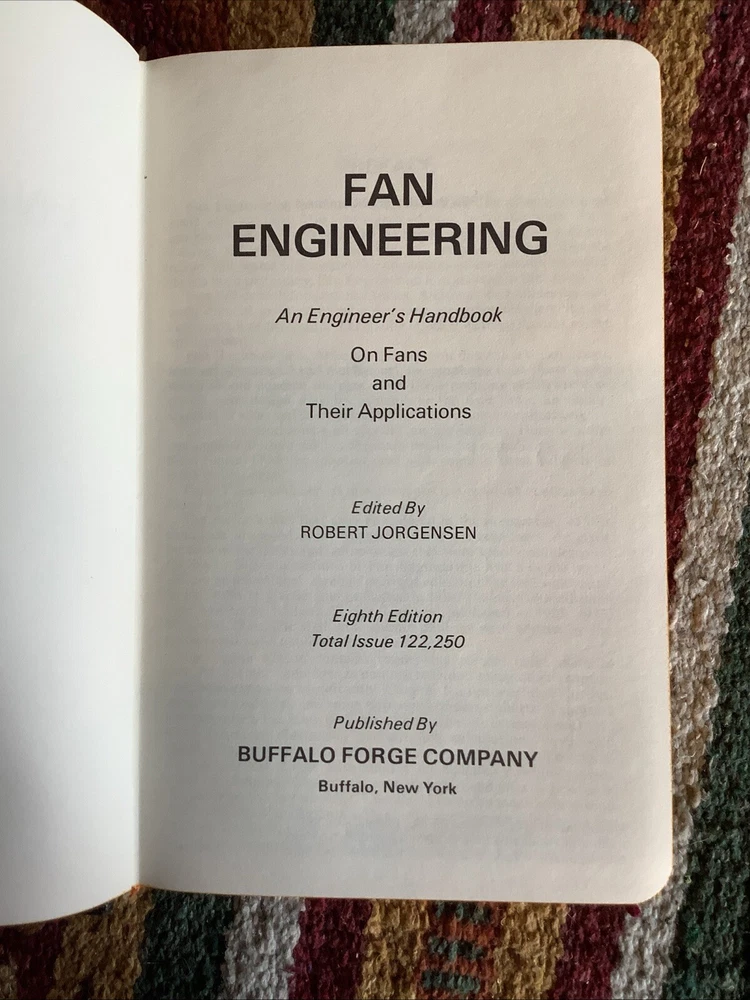 FAN
ENGINEERING
An Engineer's Handbook
On Fans
and
Their Applications
Edited By
ROBERT JORGENSEN
Eighth Edition
Total Issue 122,250
Published By
BUFFALO FORGE COMPANY
Buffalo, New York